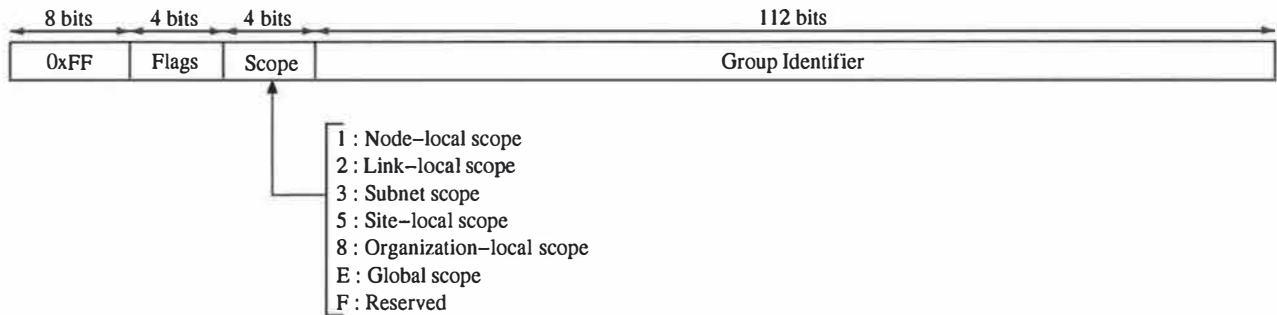 8 bits 4 bits 4 bits 112 bits
0xFF Flags Scope Group Identifier
1 : Node–local scope
2 : Link–local scope
3 : Subnet scope
5 : Site–local scope
8 : Organization–local scope
E : Global scope
F : Reserved